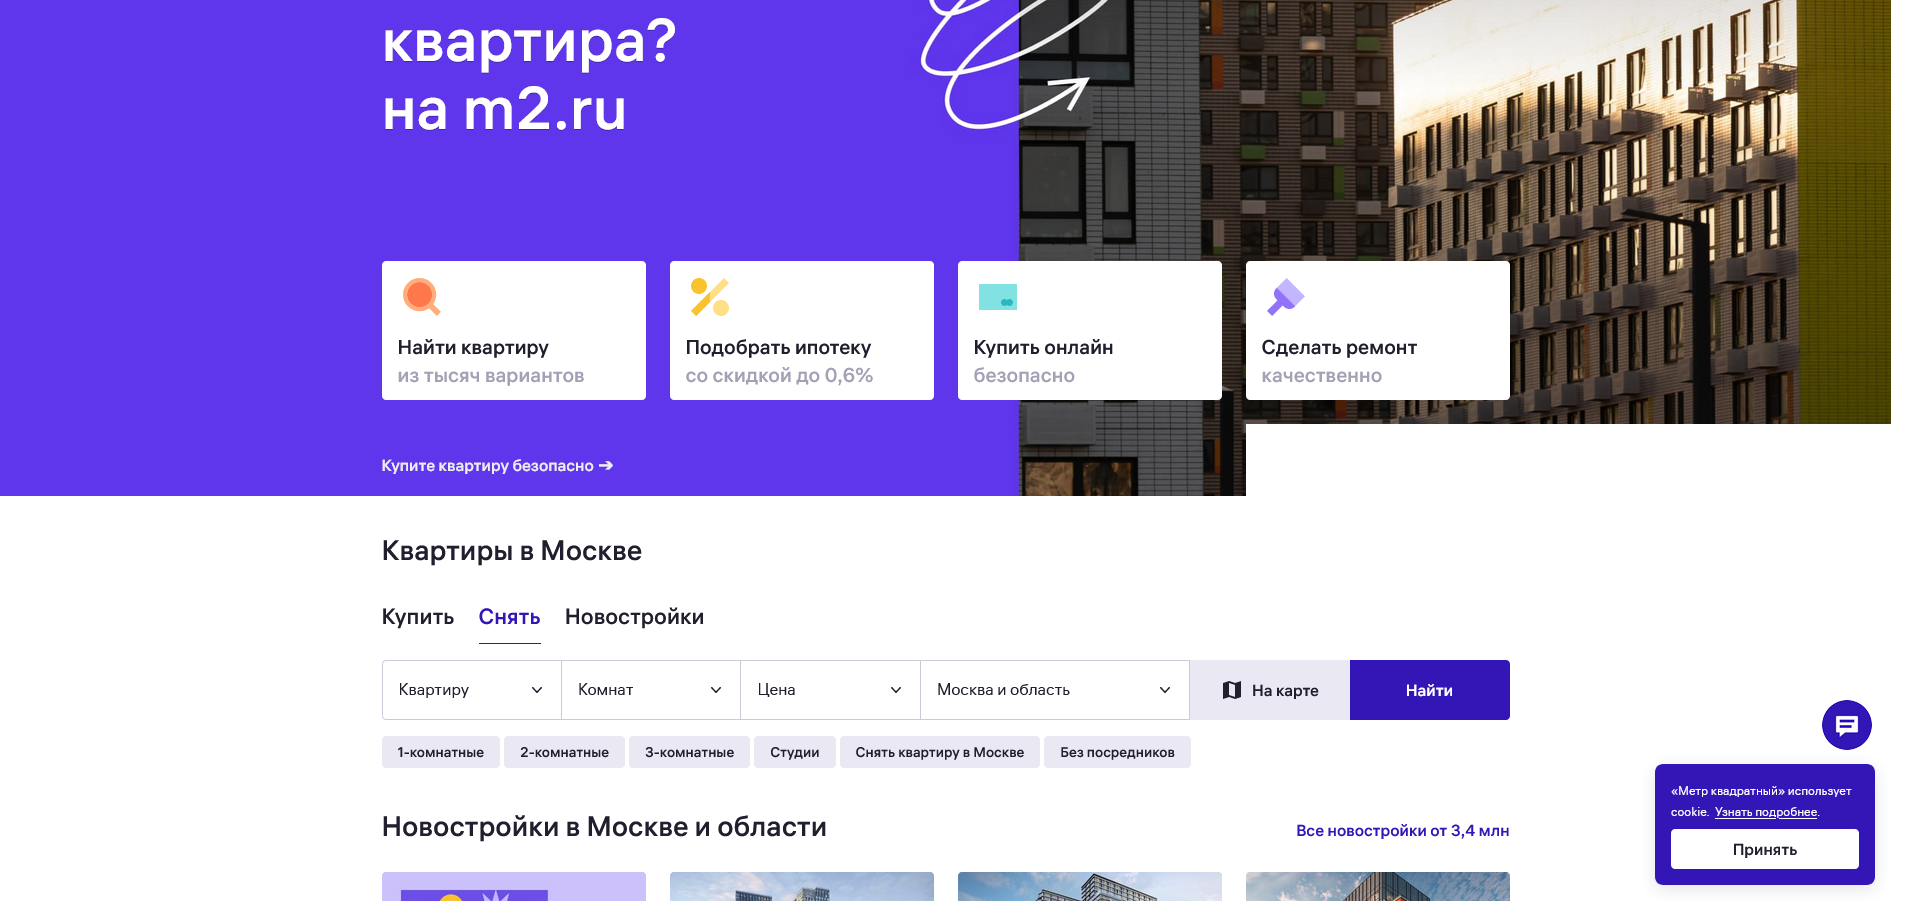 квартира?
на m2.ru
Найти квартиру
из тысяч вариантов
Подобрать ипотеку
со скидкой до 0,6%
Купить онлайн
безопасно
Сделать ремонт
качественно
Купите квартиру безопасно ➔
Квартиры в Москве
Купить Снять Новостройки
Квартиру Комнат Цена Москва и область На карте Найти
1-комнатные 2-комнатные 3-комнатные Студии Снять квартиру в Москве Без посредников
«Метр квадратный» использует
cookie. Узнать подробнее.
Принять
Новостройки в Москве и области
Все новостройки от 3,4 млн